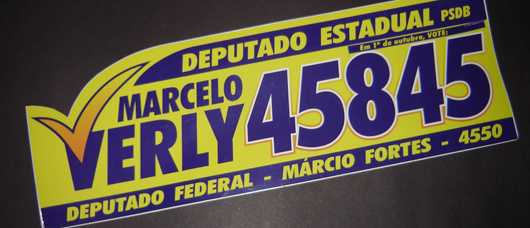 DEPUTADO ESTADUAL PSDB
Em 1º de outubro, VOTE:
MARCELO
VERLY 45845
DEPUTADO FEDERAL - MÁRCIO FORTES - 4550